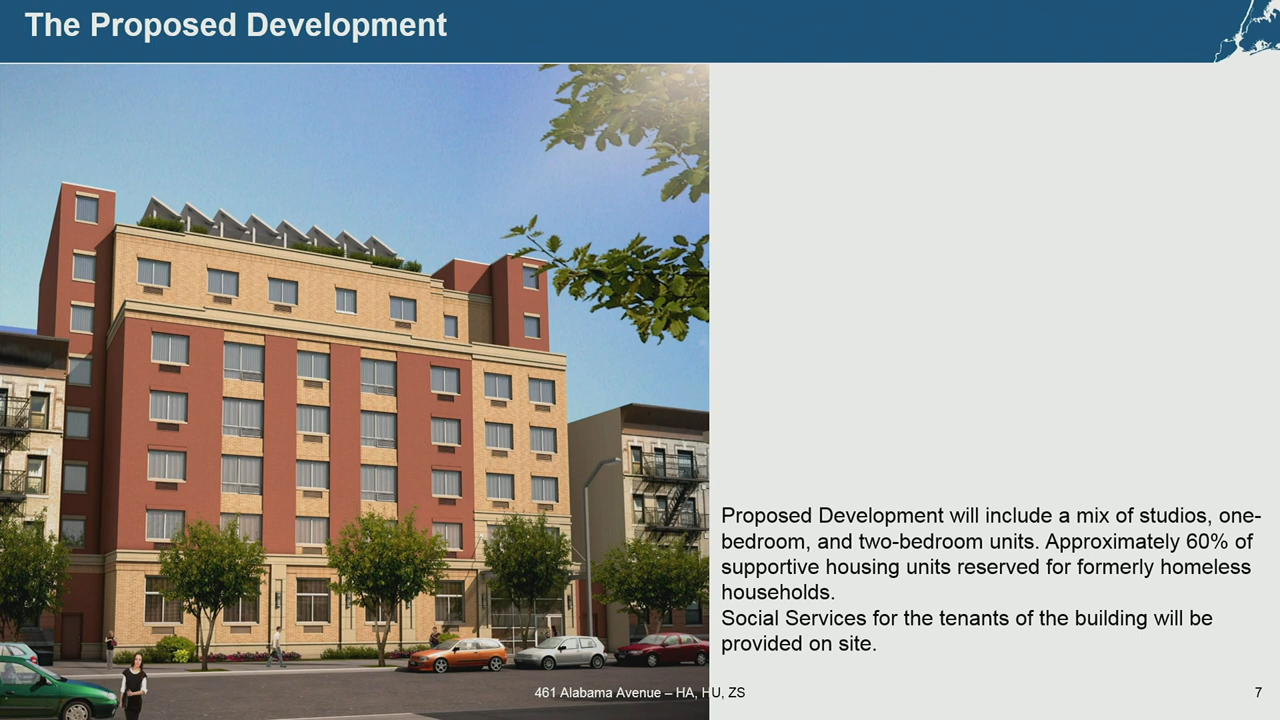 The Proposed Development
Proposed Development will include a mix of studios, one-
bedroom, and two-bedroom units. Approximately 60% of
supportive housing units reserved for formerly homeless
households.
Social Services for the tenants of the building will be
provided on site.
461 Alabama Avenue – HA, HU, ZS
7